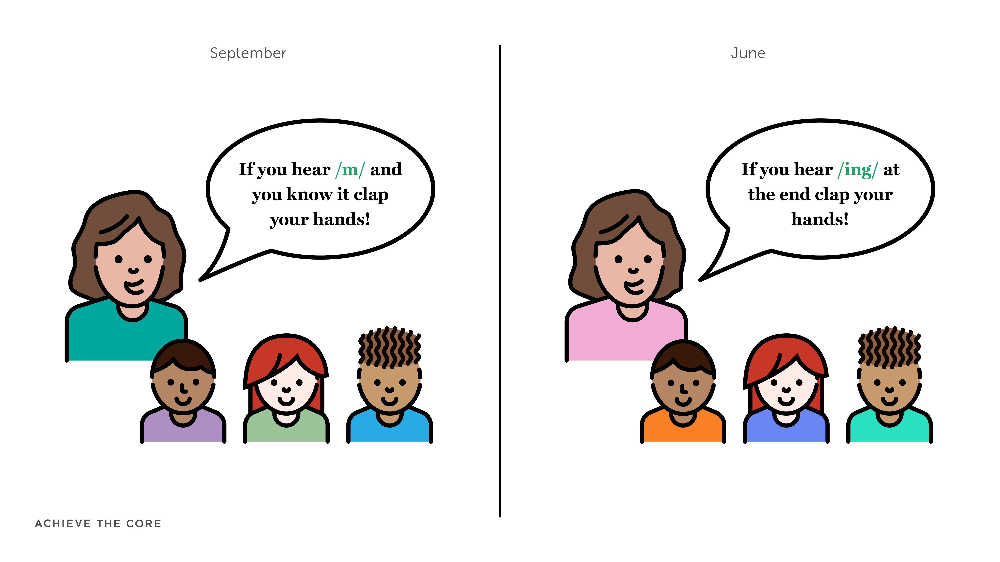 September
If you hear /m/ and
you know it clap
your hands!
June
If you hear /ing/ at
the end clap your
hands!
ACHIEVE THE CORE